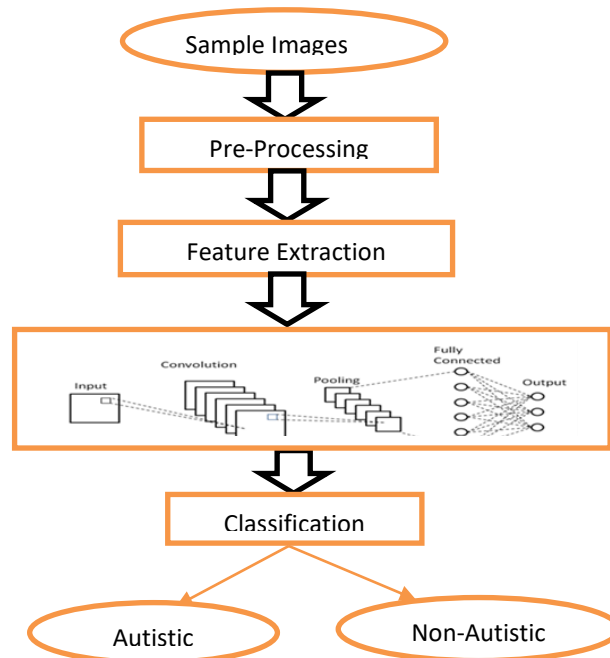 Sample Images
Pre-Processing
Feature Extraction
Input
Convolution
Pooling
Fully
Connected
Output
Classification
Autistic
Non-Autistic